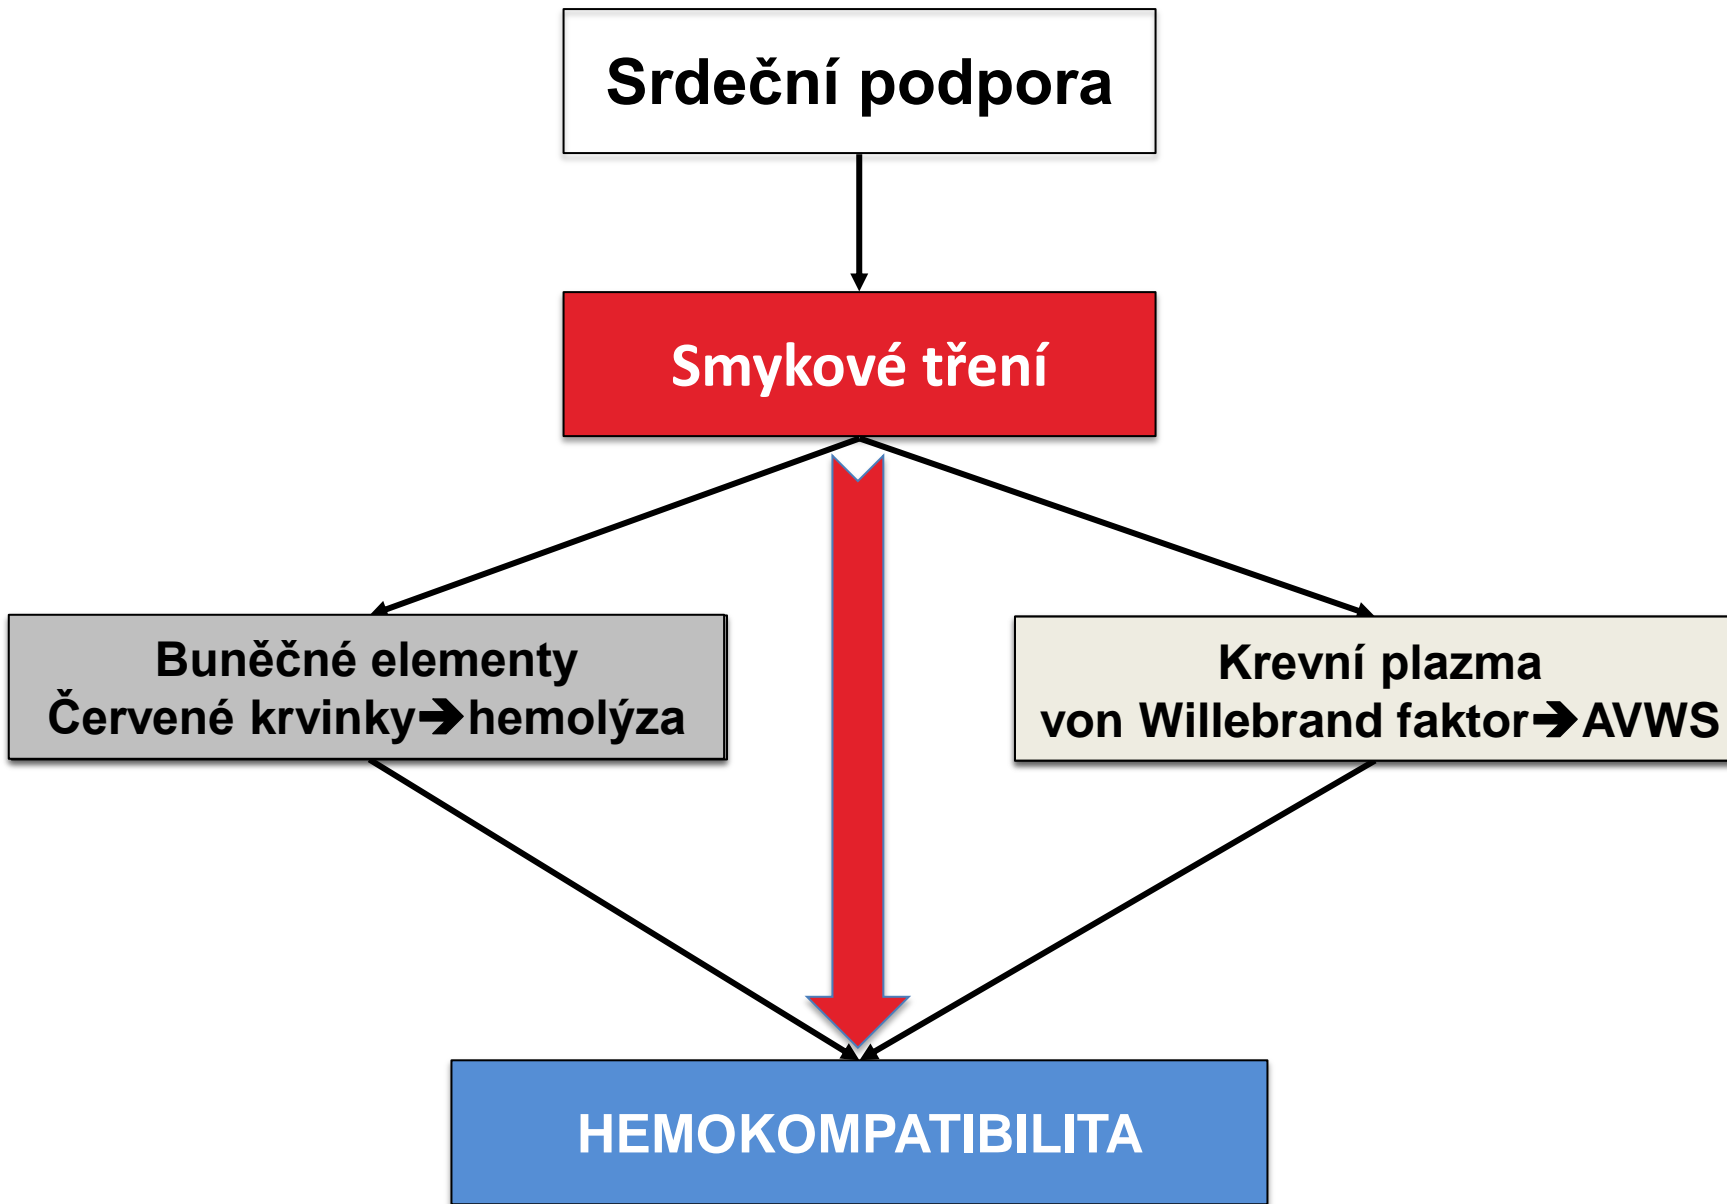 Srdeční podpora
Smykové tření
Buněčné elementy
Červené krvinky➔hemolýza
Krevní plazma
von Willebrand faktor➔AVWS
HEMOKOMPATIBILITA